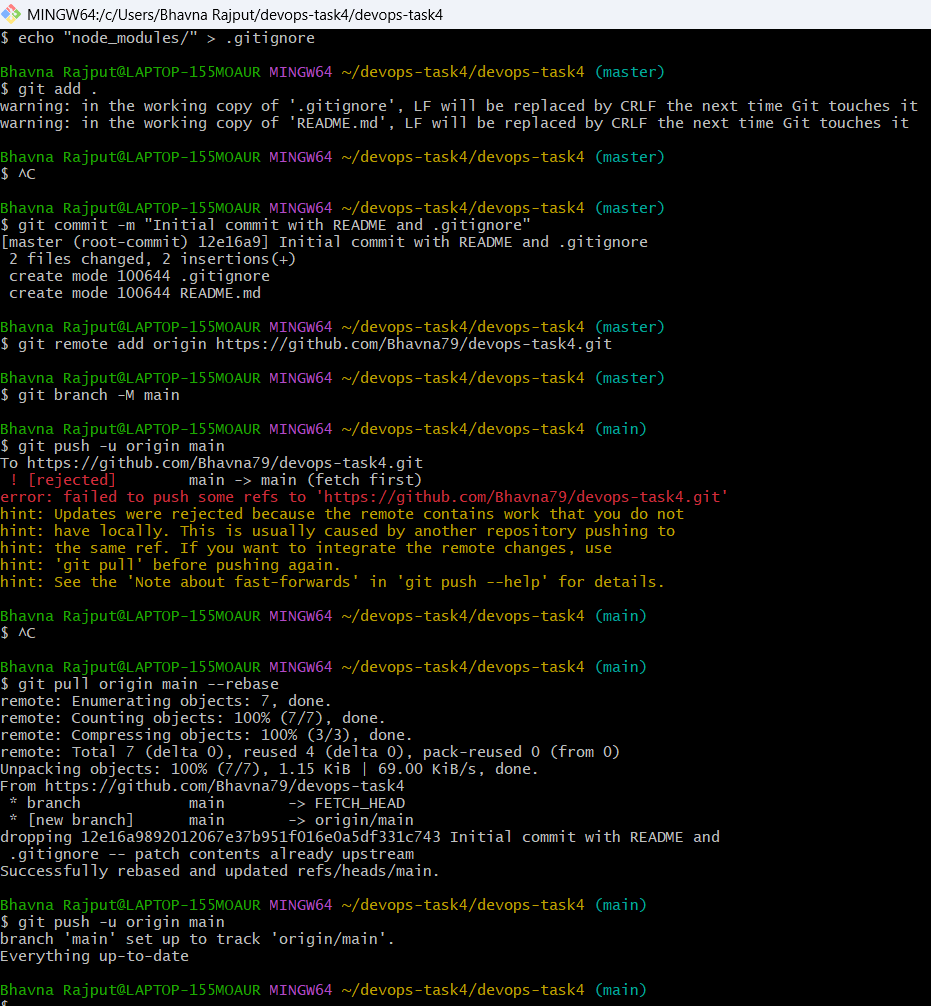 MINGW64:/c/Users/Bhavna Rajput/devops-task4/devops-task4
$ echo "node_modules/" > .gitignore
Bhavna Rajput@LAPTOP-155MOAUR MINGW64 ~/devops-task4/devops-task4 (master)
$ git add .
warning: in the working copy of '.gitignore', LF will be replaced by CRLF the next time Git touches it
warning: in the working copy of 'README.md', LF will be replaced by CRLF the next time Git touches it
Bhavna Rajput@LAPTOP-155MOAUR MINGW64 ~/devops-task4/devops-task4 (master)
$ ^C
Bhavna Rajput@LAPTOP-155MOAUR MINGW64 ~/devops-task4/devops-task4 (master)
$ git commit -m "Initial commit with README and .gitignore"
[master (root-commit) 12e16a9] Initial commit with README and .gitignore
 2 files changed, 2 insertions(+)
 create mode 100644 .gitignore
 create mode 100644 README.md
Bhavna Rajput@LAPTOP-155MOAUR MINGW64 ~/devops-task4/devops-task4 (master)
$ git remote add origin https://github.com/Bhavna79/devops-task4.git
Bhavna Rajput@LAPTOP-155MOAUR MINGW64 ~/devops-task4/devops-task4 (master)
$ git branch -M main
Bhavna Rajput@LAPTOP-155MOAUR MINGW64 ~/devops-task4/devops-task4 (main)
$ git push -u origin main
To https://github.com/Bhavna79/devops-task4.git
 ! [rejected]        main -> main (fetch first)
error: failed to push some refs to 'https://github.com/Bhavna79/devops-task4.git'
hint: Updates were rejected because the remote contains work that you do not
hint: have locally. This is usually caused by another repository pushing to
hint: the same ref. If you want to integrate the remote changes, use
hint: 'git pull' before pushing again.
hint: See the 'Note about fast-forwards' in 'git push --help' for details.
Bhavna Rajput@LAPTOP-155MOAUR MINGW64 ~/devops-task4/devops-task4 (main)
$ ^C
Bhavna Rajput@LAPTOP-155MOAUR MINGW64 ~/devops-task4/devops-task4 (main)
$ git pull origin main --rebase
remote: Enumerating objects: 7, done.
remote: Counting objects: 100% (7/7), done.
remote: Compressing objects: 100% (3/3), done.
remote: Total 7 (delta 0), reused 4 (delta 0), pack-reused 0 (from 0)
Unpacking objects: 100% (7/7), 1.15 KiB | 69.00 KiB/s, done.
From https://github.com/Bhavna79/devops-task4
 * branch            main       -> FETCH_HEAD
 * [new branch]      main       -> origin/main
dropping 12e16a9892012067e37b951f016e0a5df331c743 Initial commit with README and
 .gitignore -- patch contents already upstream
Successfully rebased and updated refs/heads/main.
Bhavna Rajput@LAPTOP-155MOAUR MINGW64 ~/devops-task4/devops-task4 (main)
$ git push -u origin main
branch 'main' set up to track 'origin/main'.
Everything up-to-date
Bhavna Rajput@LAPTOP-155MOAUR MINGW64 ~/devops-task4/devops-task4 (main)
$